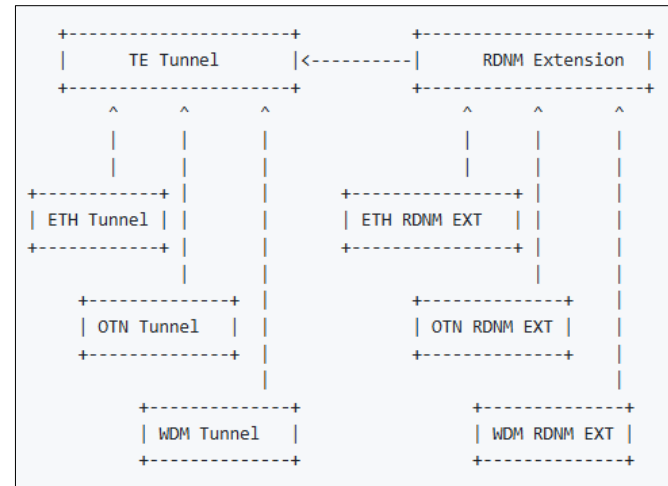 TE Tunnel RDNM Extension
ETH Tunnel ETH RDNM EXT
OTN Tunnel OTN RDNM EXT
WDM Tunnel WDM RDNM EXT